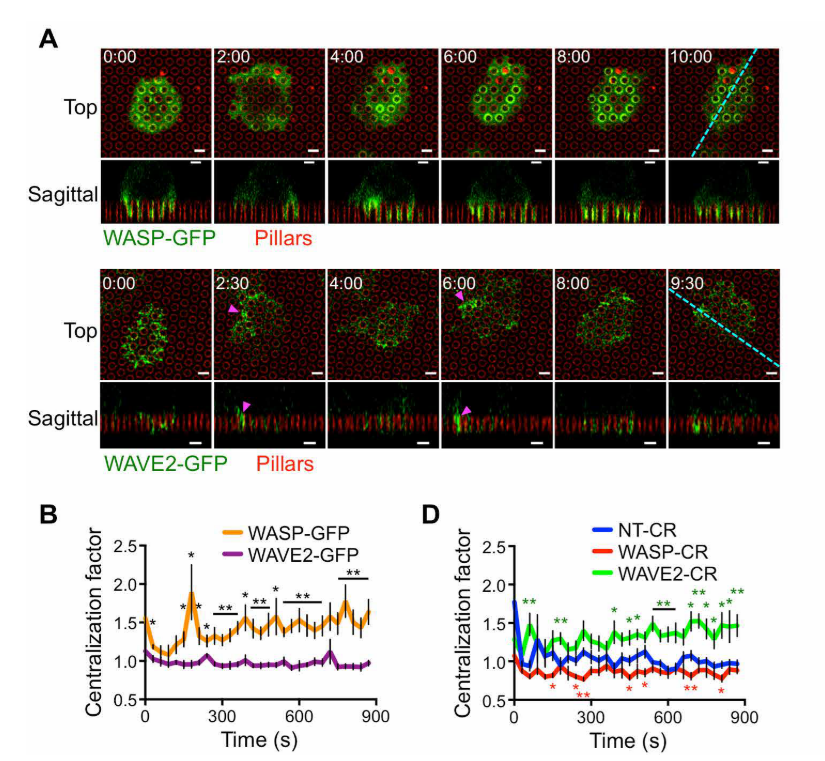 A
0:00 2:00 4:00 6:00 8:00 10:00
Top
Sagittal
WASP-GFP Pillars
0:00 2:30 4:00 6:00 8:00 9:30
Top
Sagittal
WAVE2-GFP Pillars
B
WASP-GFP
WAVE2-GFP
Centralization factor
2.5
2.0
1.5
1.0
0.5
* * * * * ** * ** * ** **
0 300 600 900
Time (s)
D
NT-CR
WASP-CR
WAVE2-CR
Centralization factor
2.5
2.0
1.5
1.0
0.5
** ** * ** ** * ** * * * **
* * ** * * ** *
0 300 600 900
Time (s)